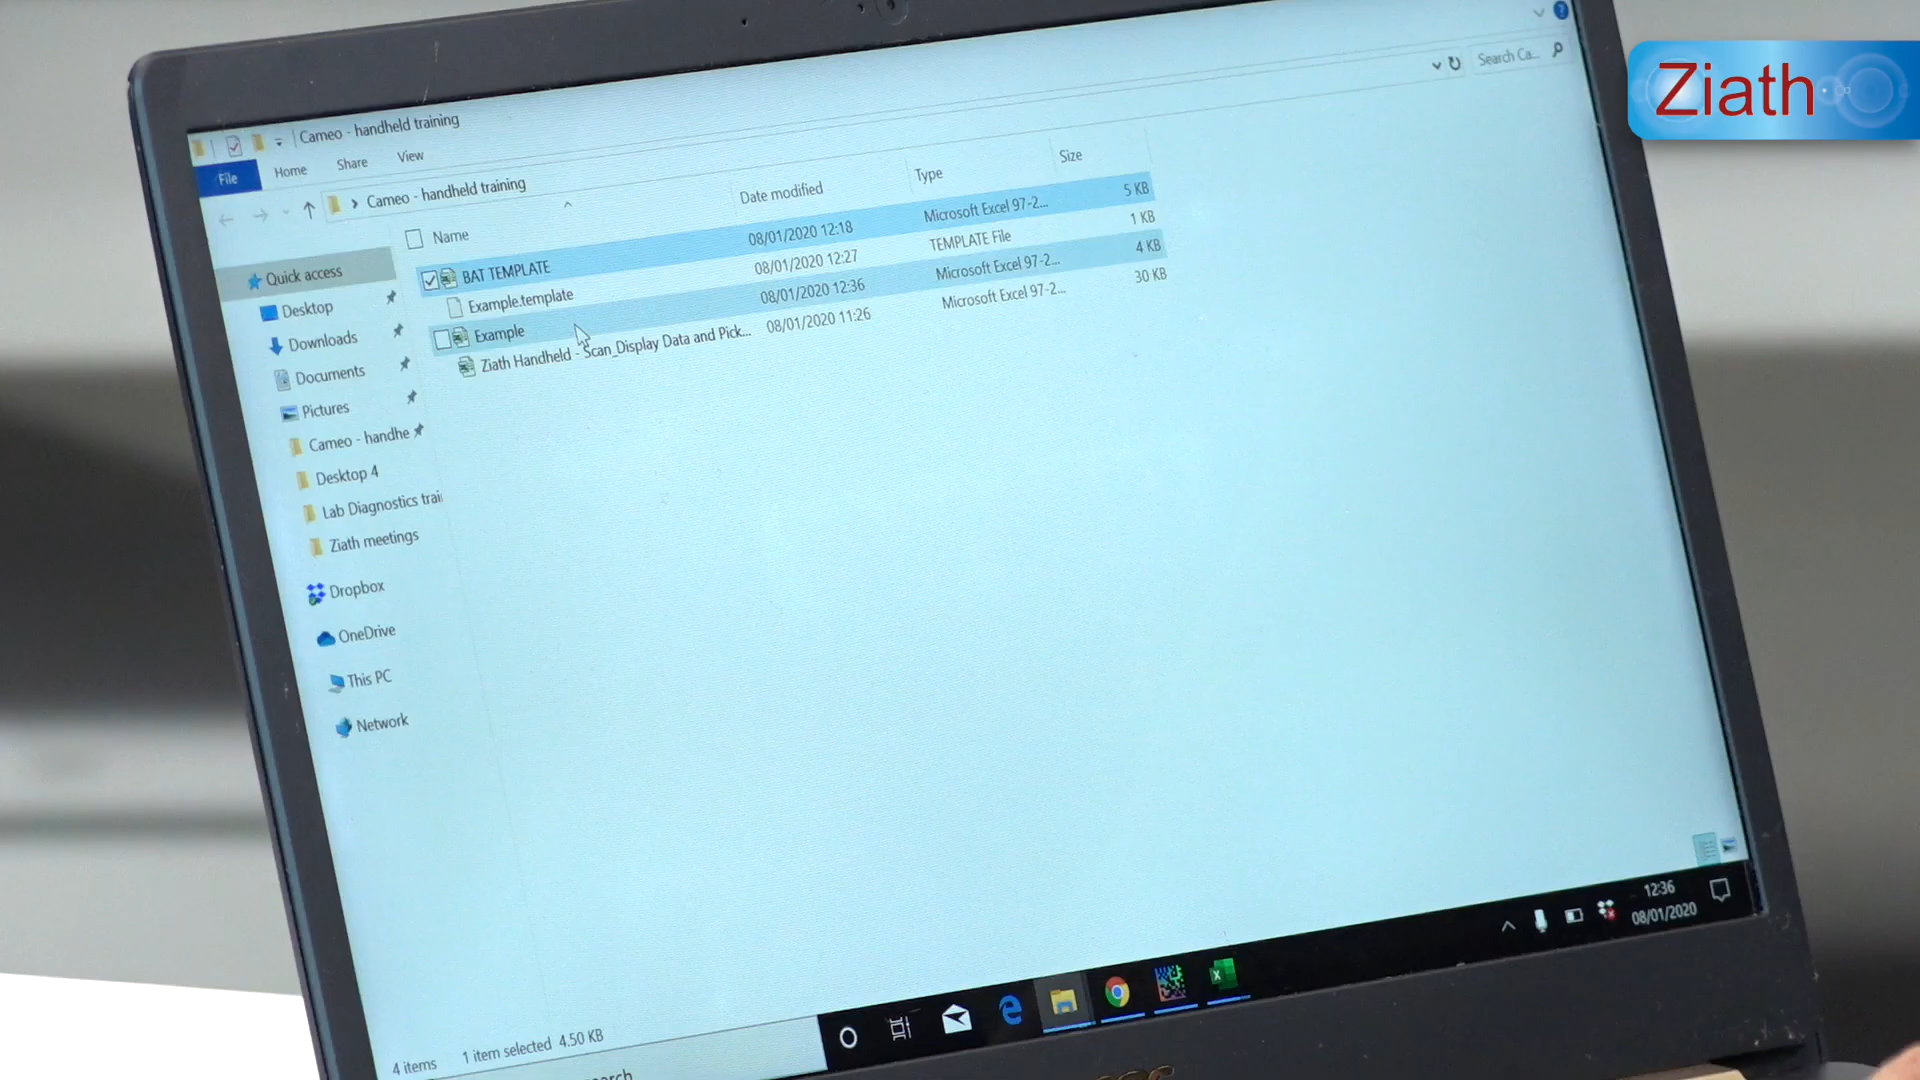 Ziath
Cameo - handheld training
File Home Share View
Cameo - handheld training
Search Ca...
Name Date modified Type Size
BAT TEMPLATE 08/01/2020 12:18 Microsoft Excel 97-2... 5 KB
Example.template 08/01/2020 12:27 TEMPLATE File 1 KB
Example 08/01/2020 12:36 Microsoft Excel 97-2... 4 KB
Ziath Handheld - Scan_Display Data and Pick... 08/01/2020 11:26 Microsoft Excel 97-2... 30 KB
Quick access
Desktop
Downloads
Documents
Pictures
Cameo - handhe
Desktop 4
Lab Diagnostics trai
Ziath meetings
Dropbox
OneDrive
This PC
Network
4 items 1 item selected 4.50 KB
12:36
08/01/2020